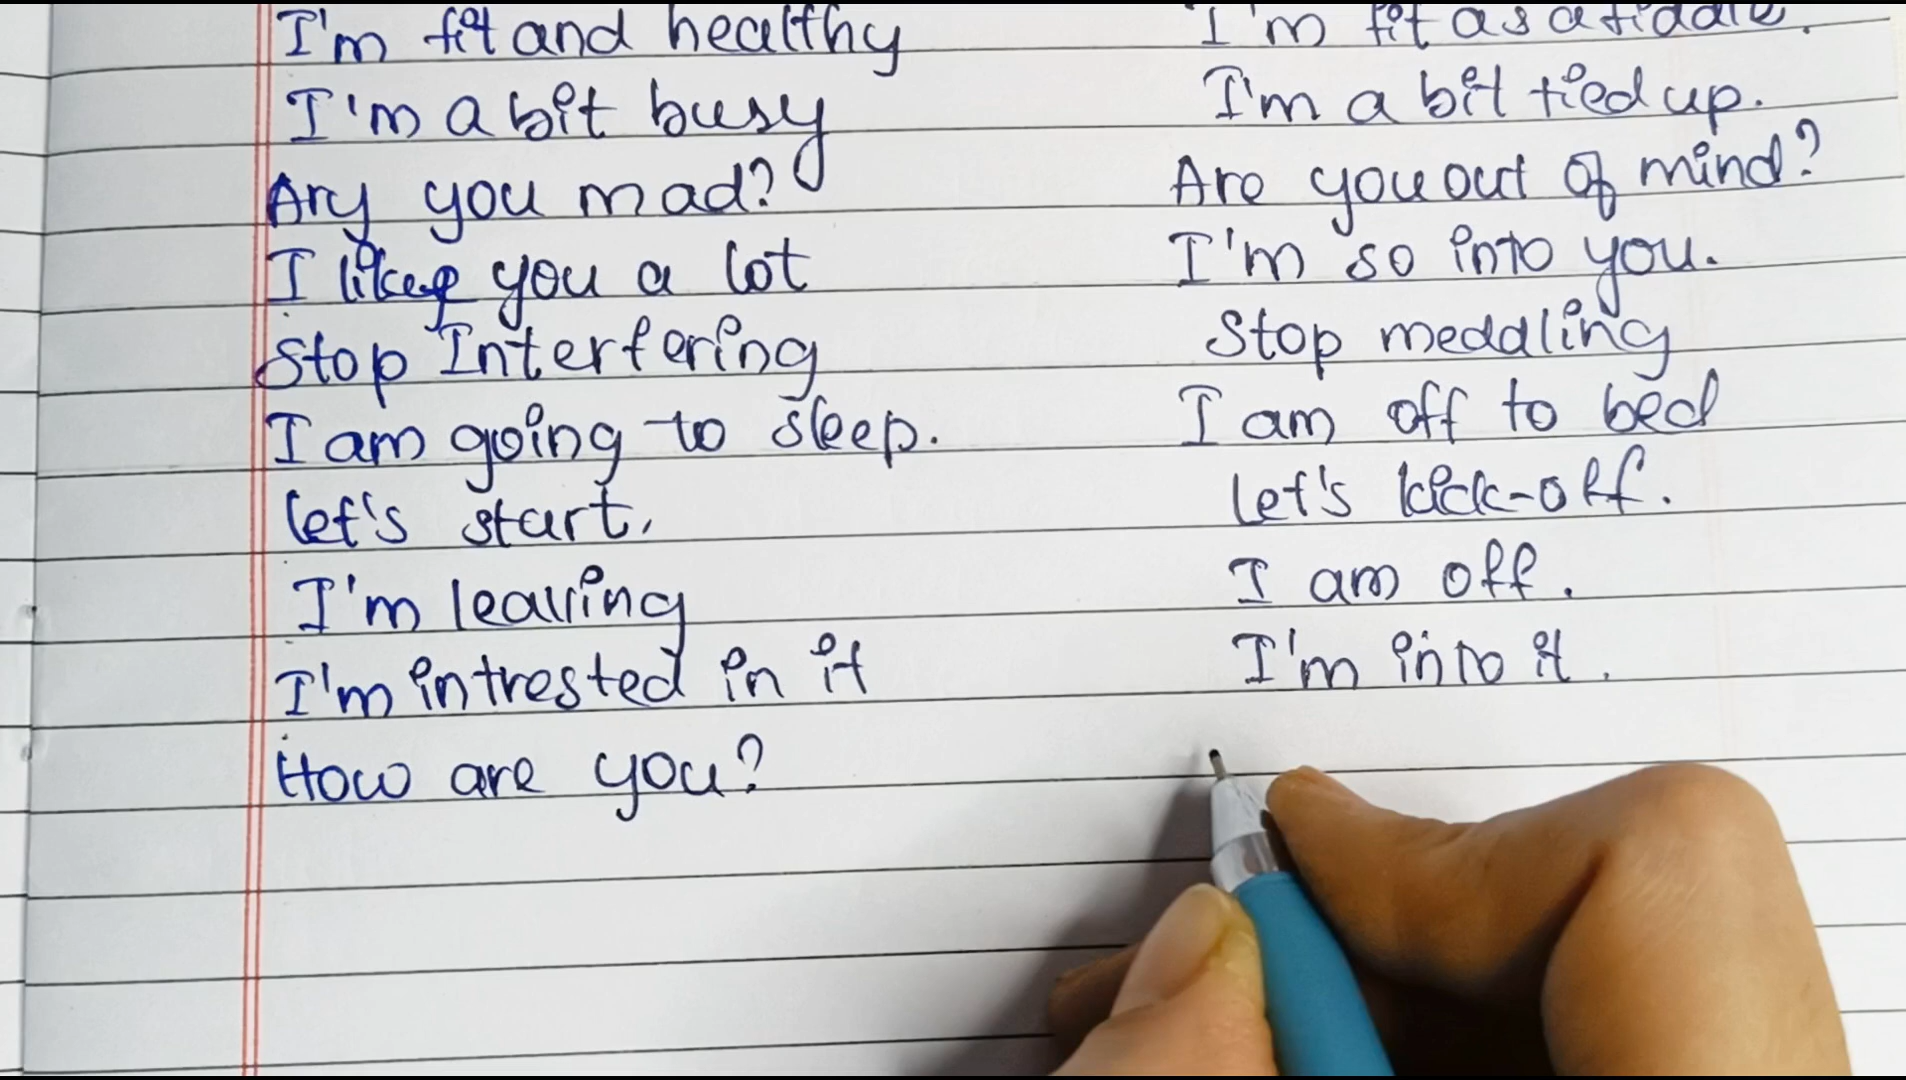 I'm fit and healthy I'm fit as a fiddle.
I'm a bit busy I'm a bit tied up.
Ary you mad? Are you out of mind?
I like you a lot I'm so into you.
Stop Interfering Stop meddling
I am going to sleep. I am off to bed
Let's start. Let's kick-off.
I'm leaving I am off.
I'm intrested in it I'm into it.
How are you?